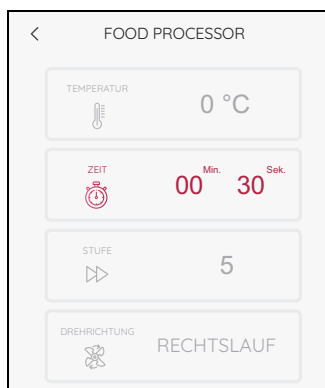 FOOD PROCESSOR
TEMPERATUR
0 °C
ZEIT
00 Min. 30 Sek.
STUFE
5
DREHRICHTUNG
RECHTSLAUF